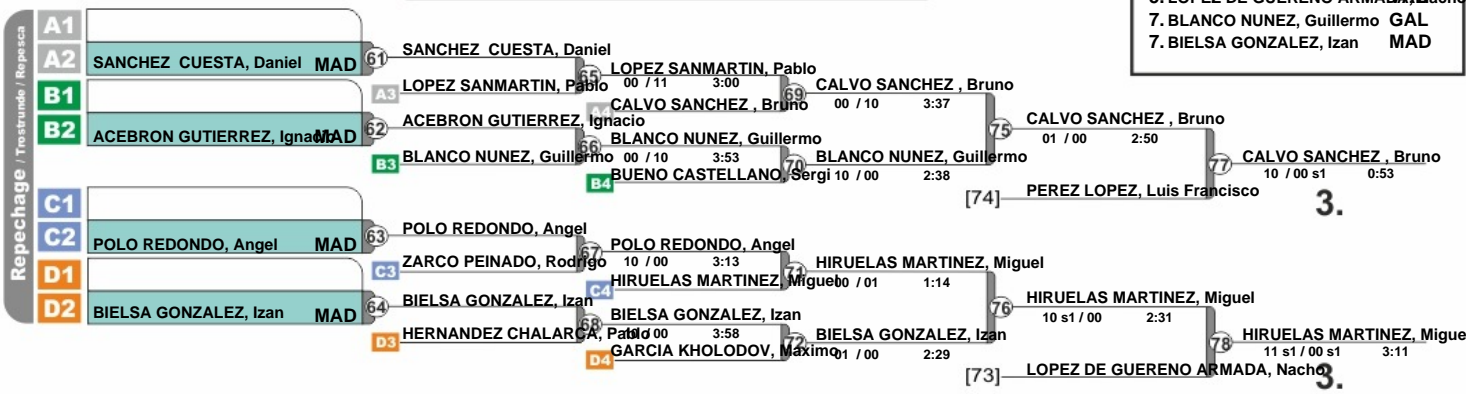 7. BLANCO NUNEZ, Guillermo GAL
7. BIELSA GONZALEZ, Izan MAD
Repechage / Trostrunde / Repesca
A1
A2 SANCHEZ CUESTA, Daniel MAD
B1
B2 ACEBRON GUTIERREZ, Ignacio MAD
C1
C2 POLO REDONDO, Angel MAD
D1
D2 BIELSA GONZALEZ, Izan MAD
61 SANCHEZ CUESTA, Daniel
A3 LOPEZ SANMARTIN, Pablo
62 ACEBRON GUTIERREZ, Ignacio
B3 BLANCO NUNEZ, Guillermo
63 POLO REDONDO, Angel
C3 ZARCO PEINADO, Rodrigo
64 BIELSA GONZALEZ, Izan
D3 HERNANDEZ CHALARCA, Pablo
65 LOPEZ SANMARTIN, Pablo
00 / 11 3:00
A4 CALVO SANCHEZ , Bruno
66 BLANCO NUNEZ, Guillermo
00 / 10 3:53
B4 BUENO CASTELLANO, Sergi
67 POLO REDONDO, Angel
10 / 00 3:13
C4 HIRUELAS MARTINEZ, Miguel
68 BIELSA GONZALEZ, Izan
/ 00 3:58
D4 GARCIA KHOLODOV, Maximo
69 CALVO SANCHEZ , Bruno
00 / 10 3:37
70 BLANCO NUNEZ, Guillermo
10 / 00 2:38
71 HIRUELAS MARTINEZ, Miguel
00 / 01 1:14
72 BIELSA GONZALEZ, Izan
01 / 00 2:29
75 CALVO SANCHEZ , Bruno
01 / 00 2:50
[74] PEREZ LOPEZ, Luis Francisco
76 HIRUELAS MARTINEZ, Miguel
10 s1 / 00 2:31
[73] LOPEZ DE GUERENO ARMADA, Nacho
77 CALVO SANCHEZ , Bruno
10 / 00 s1 0:53
3.
78 HIRUELAS MARTINEZ, Migue
11 s1 / 00 s1 3:11
3.